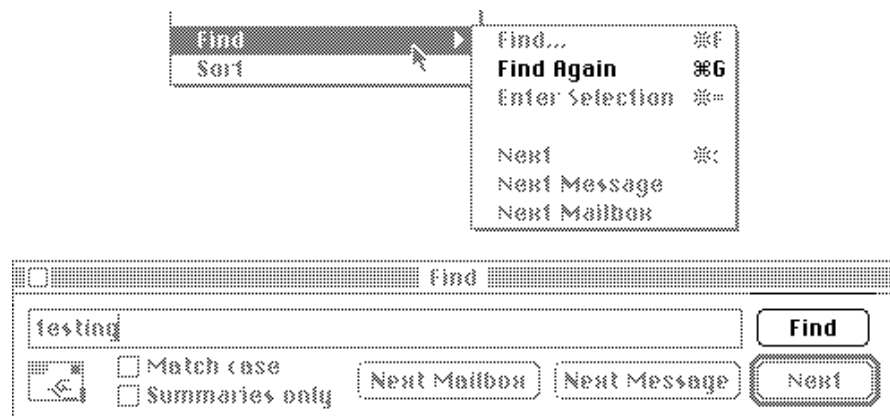 Find
Sort
Find... ⌘F
Find Again ⌘G
Enter Selection ⌘=
Next
Next Message
Next Mailbox
Find
testing
Find
Match case
Summaries only
Next Mailbox
Next Message
Next